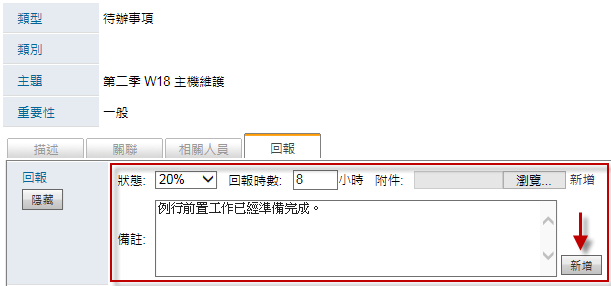 類型 待辦事項
類別
主題 第二季 W18 主機維護
重要性 一般
描述 關聯 相關人員 回報
回報 狀態: 20% 回報時數: 8 小時 附件: 瀏覽... 新增
隱藏
例行前置工作已經準備完成。
備註:
新增